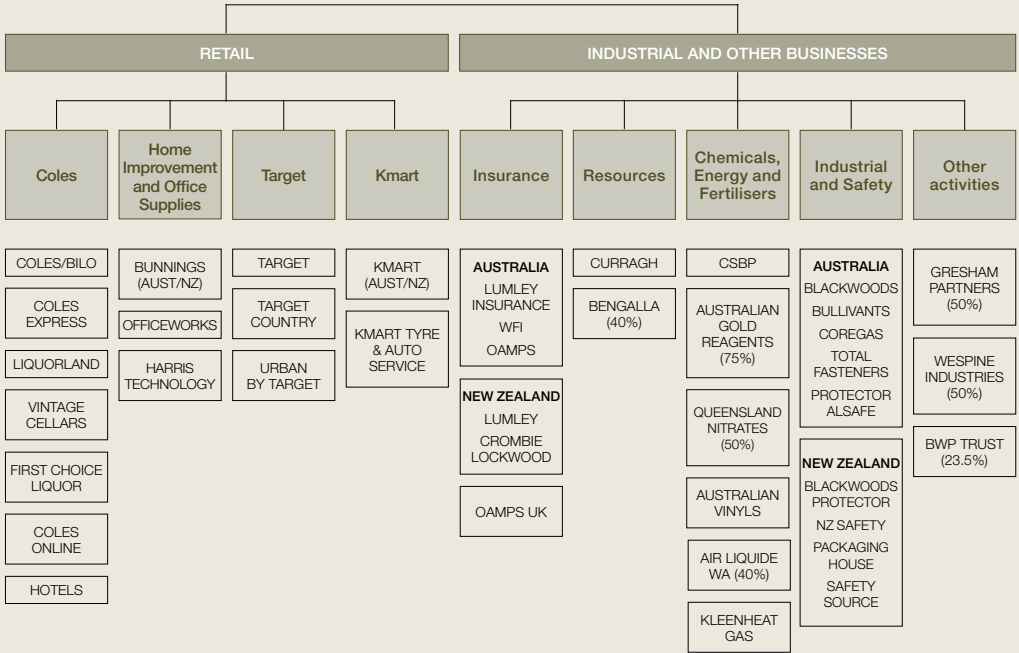 RETAIL
INDUSTRIAL AND OTHER BUSINESSES
Coles
Home
Improvement
and Office
Supplies
Target
Kmart
Insurance
Resources
Chemicals,
Energy and
Fertilisers
Industrial
and Safety
Other
activities
COLES/BILO
COLES
EXPRESS
LIQUORLAND
VINTAGE
CELLARS
FIRST CHOICE
LIQUOR
COLES
ONLINE
HOTELS
BUNNINGS
(AUST/NZ)
OFFICEWORKS
HARRIS
TECHNOLOGY
TARGET
TARGET
COUNTRY
URBAN
BY TARGET
KMART
(AUST/NZ)
KMART TYRE
& AUTO
SERVICE
AUSTRALIA
LUMLEY
INSURANCE
WFI
OAMPS
NEW ZEALAND
LUMLEY
CROMBIE
LOCKWOOD
OAMPS UK
CURRAGH
BENGALLA
(40%)
CSBP
AUSTRALIAN
GOLD
REAGENTS
(75%)
QUEENSLAND
NITRATES
(50%)
AUSTRALIAN
VINYLS
AIR LIQUIDE
WA (40%)
KLEENHEAT
GAS
AUSTRALIA
BLACKWOODS
BULLIVANTS
COREGAS
TOTAL
FASTENERS
PROTECTOR
ALSAFE
NEW ZEALAND
BLACKWOODS
PROTECTOR
NZ SAFETY
PACKAGING
HOUSE
SAFETY
SOURCE
GRESHAM
PARTNERS
(50%)
WESPINE
INDUSTRIES
(50%)
BWP TRUST
(23.5%)